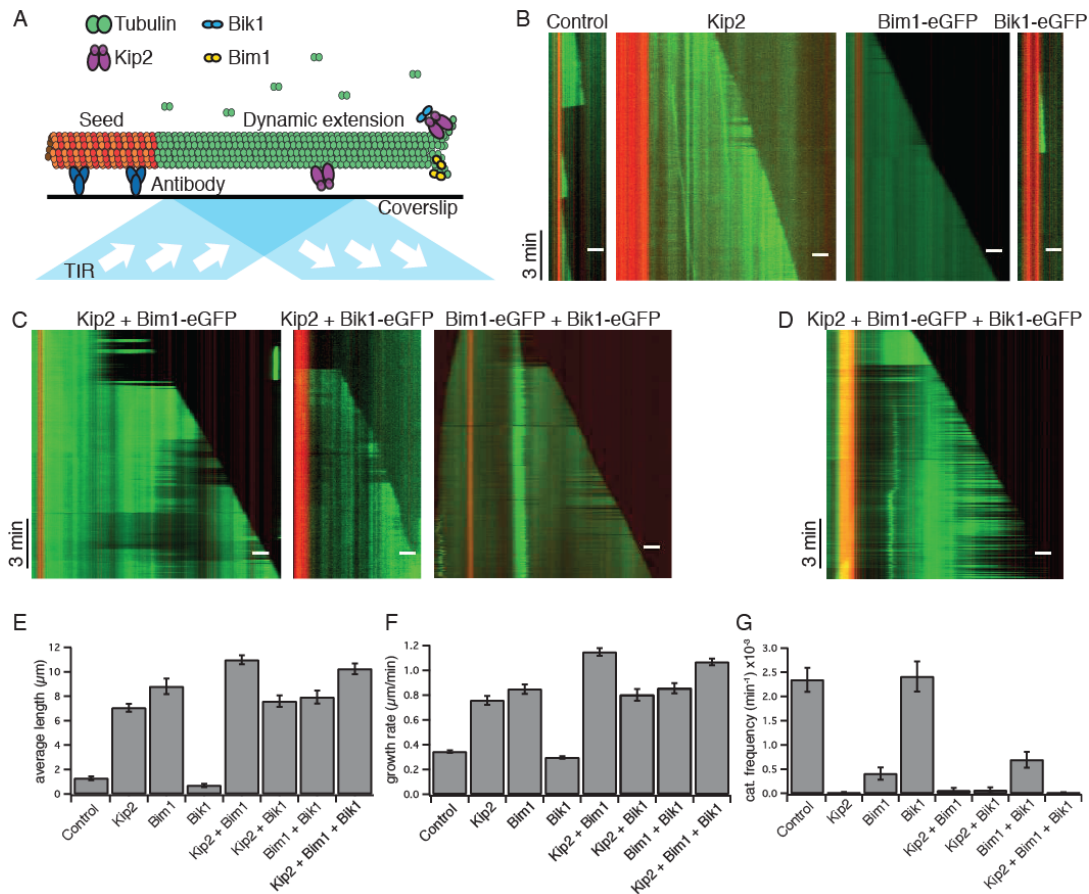 A
Tubulin
Bik1
Kip2
Bim1
Seed
Dynamic extension
Antibody
Coverslip
TIR
B
Control
Kip2
Bim1-eGFP
Bik1-eGFP
3 min
C
Kip2 + Bim1-eGFP
Kip2 + Bik1-eGFP
Bim1-eGFP + Bik1-eGFP
3 min
D
Kip2 + Bim1-eGFP + Bik1-eGFP
3 min
E
average length (µm)
12
10
8
6
4
2
0
Control
Kip2
Bim1
Bik1
Kip2 + Bim1
Kip2 + Bik1
Bim1 + Bik1
Kip2 + Bim1 + Bik1
F
growth rate (µm/min)
1.2
1.0
0.8
0.6
0.4
0.2
0.0
Control
Kip2
Bim1
Bik1
Kip2 + Bim1
Kip2 + Bik1
Bim1 + Bik1
Kip2 + Bim1 + Bik1
G
cat. frequency (min⁻¹) x10⁻³
3.0
2.5
2.0
1.5
1.0
0.5
0.0
Control
Kip2
Bim1
Bik1
Kip2 + Bim1
Kip2 + Bik1
Bim1 + Bik1
Kip2 + Bim1 + Bik1